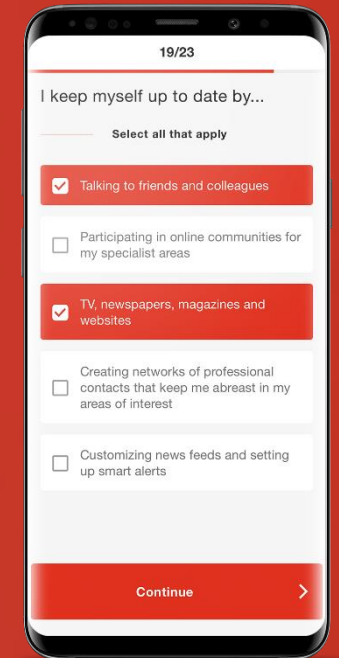 19/23
I keep myself up to date by...
Select all that apply
Talking to friends and colleagues
Participating in online communities for
my specialist areas
TV, newspapers, magazines and
websites
Creating networks of professional
contacts that keep me abreast in my
areas of interest
Customizing news feeds and setting
up smart alerts
Continue